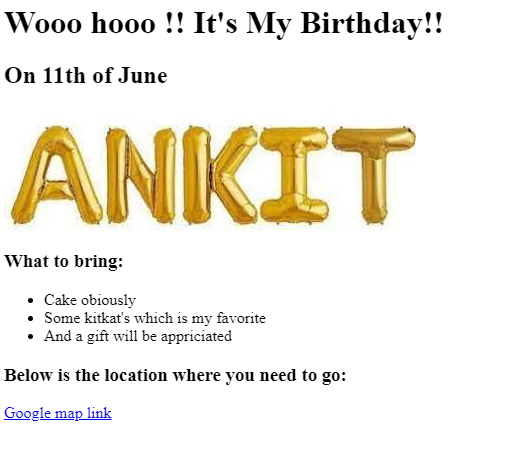 Wooo hooo !! It's My Birthday!!
On 11th of June
ANKIT
What to bring:
Cake obiously
Some kitkat's which is my favorite
And a gift will be appriciated
Below is the location where you need to go:
Google map link